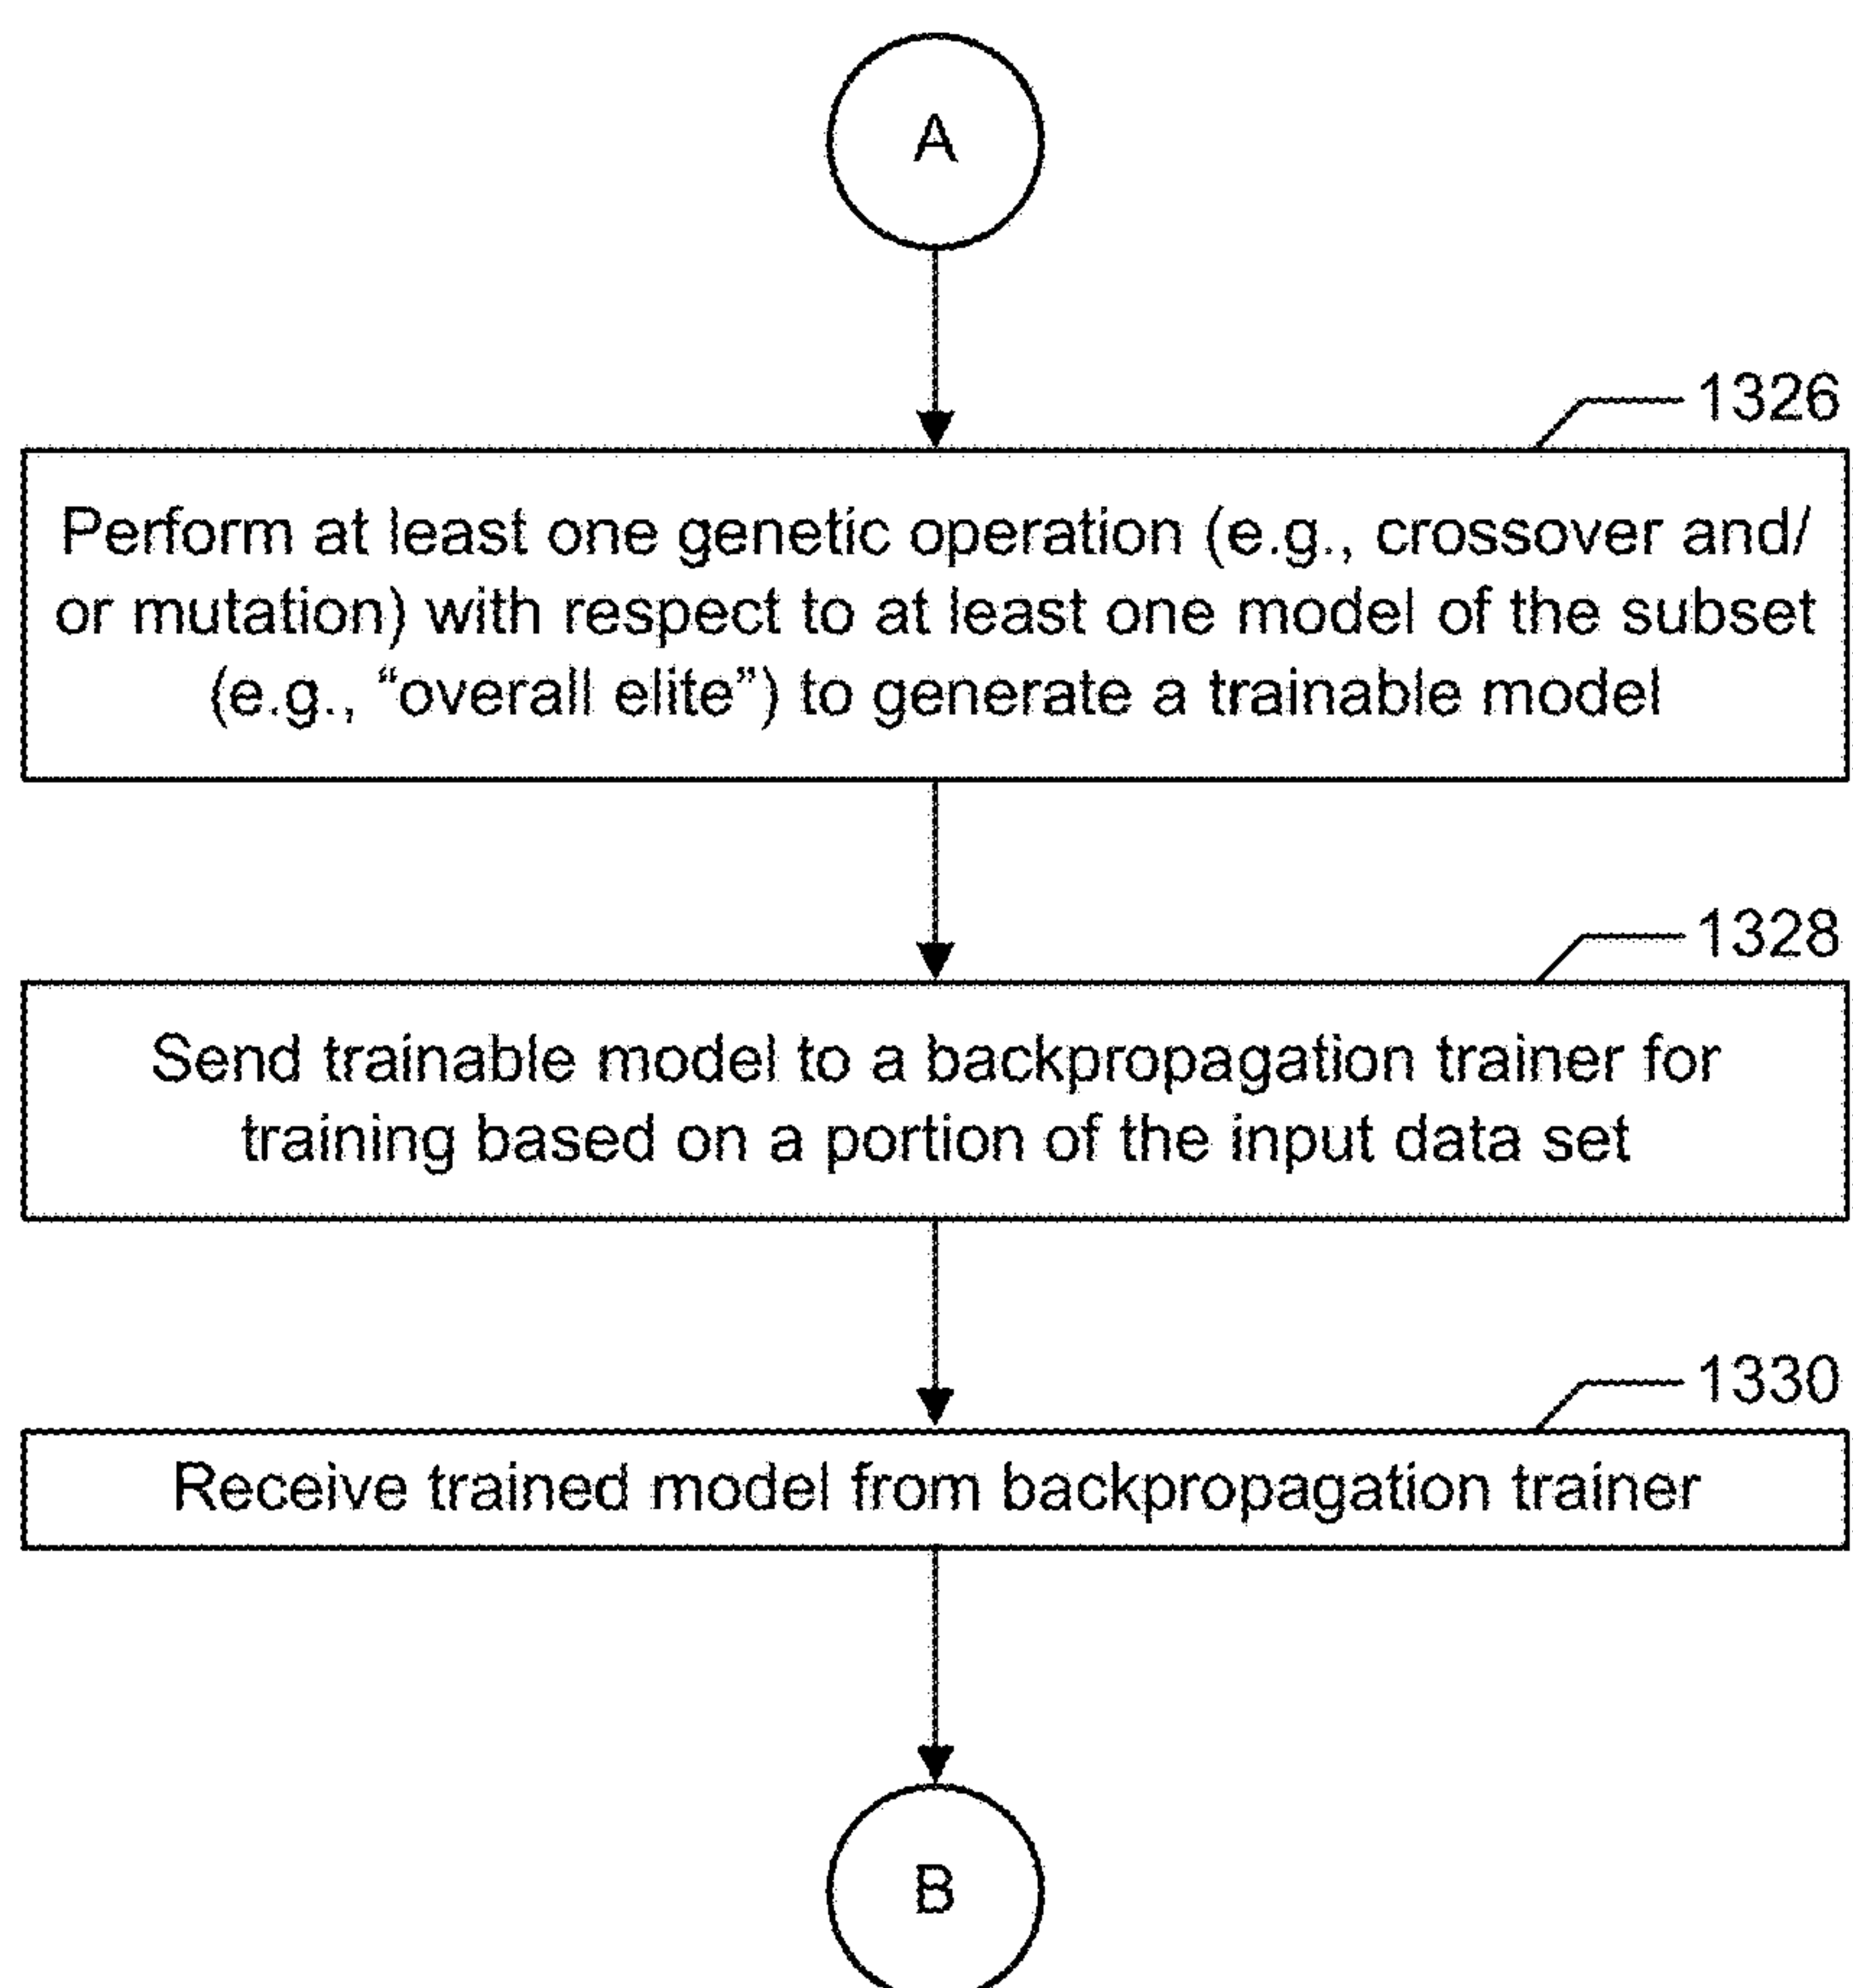 A
1326
Perform at least one genetic operation (e.g., crossover and/
or mutation) with respect to at least one model of the subset
(e.g., “overall elite”) to generate a trainable model
1328
Send trainable model to a backpropagation trainer for
training based on a portion of the input data set
1330
Receive trained model from backpropagation trainer
B